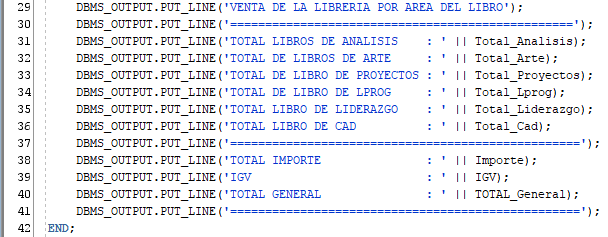 29 DBMS_OUTPUT.PUT_LINE('VENTA DE LA LIBRERIA POR AREA DEL LIBRO');
30 DBMS_OUTPUT.PUT_LINE('=================================================');
31 DBMS_OUTPUT.PUT_LINE('TOTAL LIBROS DE ANALISIS    : ' || Total_Analisis);
32 DBMS_OUTPUT.PUT_LINE('TOTAL DE LIBROS DE ARTE     : ' || Total_Arte);
33 DBMS_OUTPUT.PUT_LINE('TOTAL DE LIBRO DE PROYECTOS : ' || Total_Proyectos);
34 DBMS_OUTPUT.PUT_LINE('TOTAL DE LIBRO DE LPROG     : ' || Total_Lprog);
35 DBMS_OUTPUT.PUT_LINE('TOTAL LIBRO DE LIDERAZGO    : ' || Total_Liderazgo);
36 DBMS_OUTPUT.PUT_LINE('TOTAL LIBRO DE CAD          : ' || Total_Cad);
37 DBMS_OUTPUT.PUT_LINE('==================================================');
38 DBMS_OUTPUT.PUT_LINE('TOTAL IMPORTE               : ' || Importe);
39 DBMS_OUTPUT.PUT_LINE('IGV                         : ' || IGV);
40 DBMS_OUTPUT.PUT_LINE('TOTAL GENERAL               : ' || TOTAL_General);
41 DBMS_OUTPUT.PUT_LINE('==================================================');
42 END;